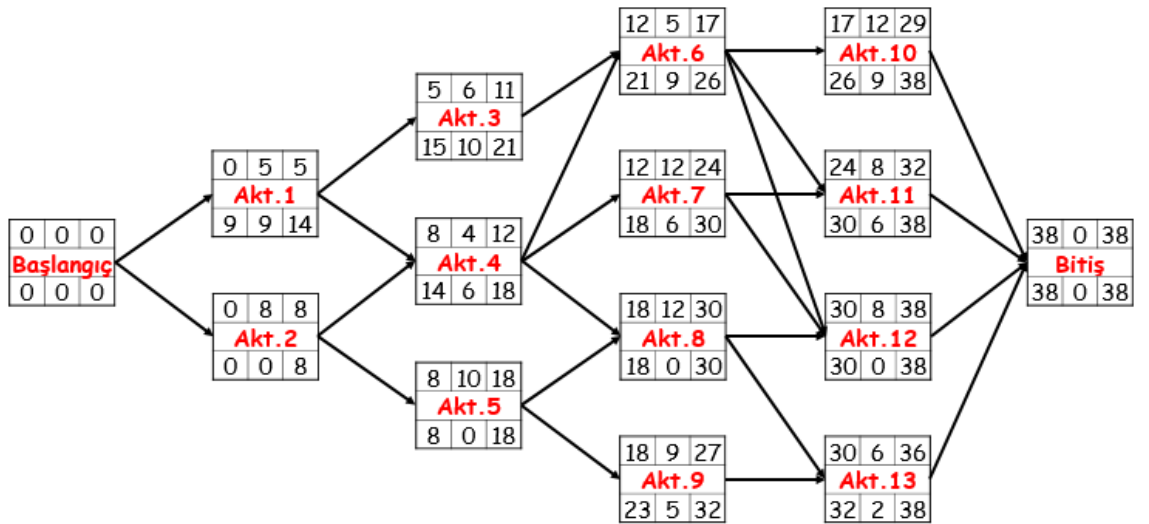 0 0 0
Başlangıç
0 0 0
0 5 5
Akt.1
9 9 14
0 8 8
Akt.2
0 0 8
5 6 11
Akt.3
15 10 21
8 4 12
Akt.4
14 6 18
8 10 18
Akt.5
8 0 18
12 5 17
Akt.6
21 9 26
12 12 24
Akt.7
18 6 30
18 12 30
Akt.8
18 0 30
18 9 27
Akt.9
23 5 32
17 12 29
Akt.10
26 9 38
24 8 32
Akt.11
30 6 38
30 8 38
Akt.12
30 0 38
30 6 36
Akt.13
32 2 38
38 0 38
Bitiş
38 0 38